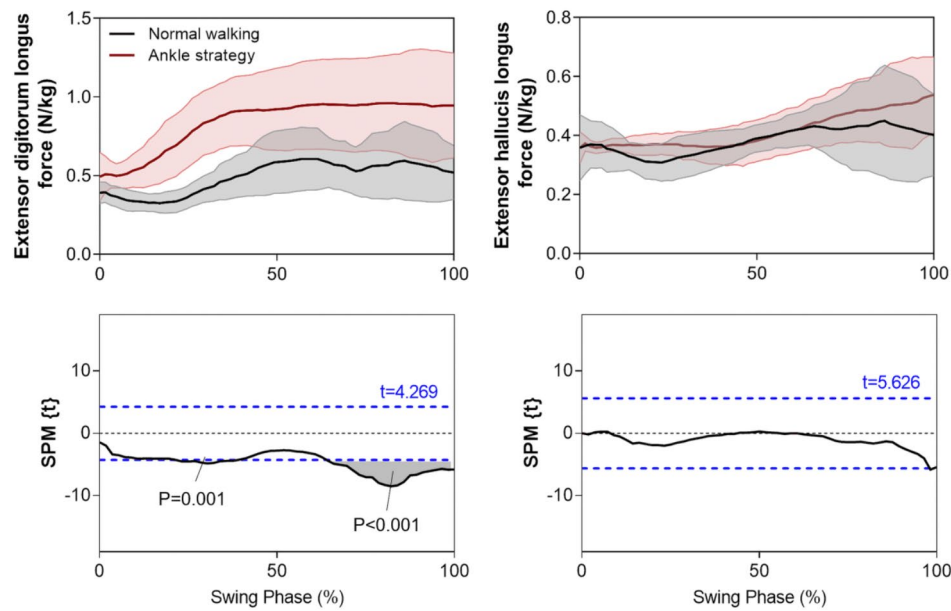 Extensor digitorum longus
force (N/kg)
1.5
1.0
0.5
0.0
Normal walking
Ankle strategy
0
50
100
Extensor hallucis longus
force (N/kg)
0.8
0.6
0.4
0.2
0.0
0
50
100
SPM {t}
10
0
-10
t=4.269
P=0.001
P<0.001
0
50
100
Swing Phase (%)
SPM {t}
10
0
-10
t=5.626
0
50
100
Swing Phase (%)